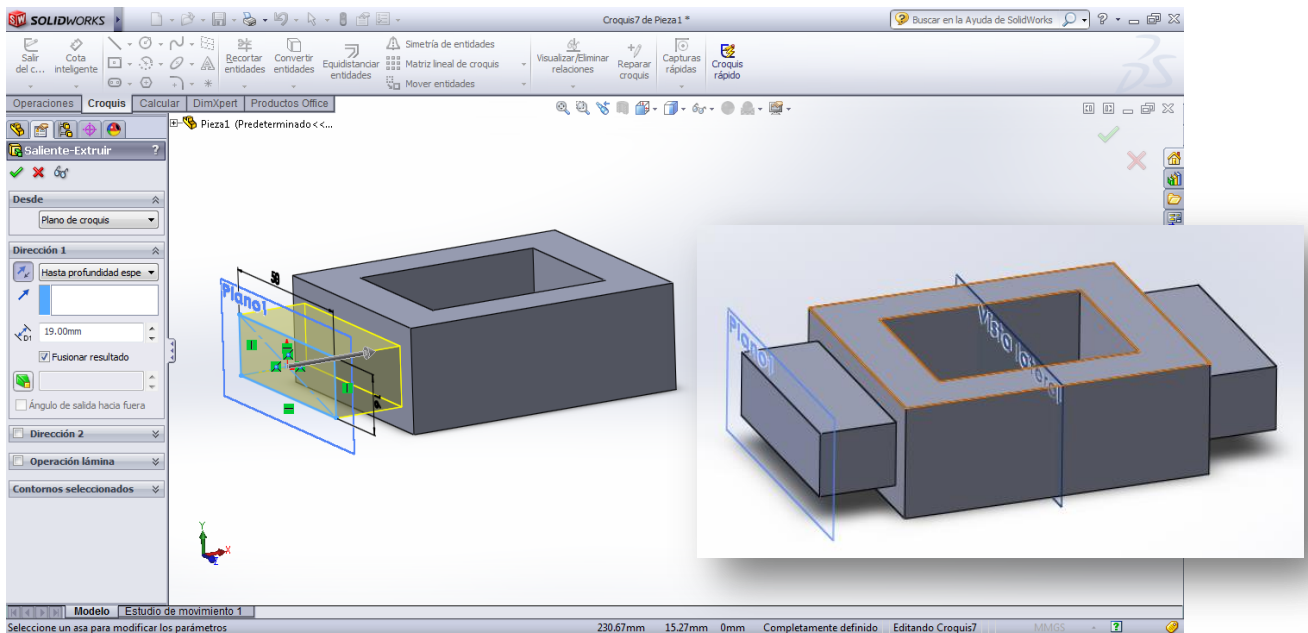 SOLIDWORKS
Croquis7 de Pieza1 *
Buscar en la Ayuda de SolidWorks
Salir del c...
Cota inteligente
Recortar entidades
Convertir entidades
Equidistanciar entidades
Simetría de entidades
Matriz lineal de croquis
Mover entidades
Visualizar/Eliminar relaciones
Reparar croquis
Capturas rápidas
Croquis rápido
Operaciones Croquis Calcular DimXpert Productos Office
Pieza1 (Predeterminado<<...
Saliente-Extruir ?
Desde
Plano de croquis
Dirección 1
Hasta profundidad espe
D1
19.00mm
Fusionar resultado
Ángulo de salida hacia fuera
Dirección 2
Operación lámina
Contornos seleccionados
Plano1
Plano1
Vista lateral
Y
X
Z
Modelo Estudio de movimiento 1
Seleccione un asa para modificar los parámetros
230.67mm 15.27mm 0mm Completamente definido Editando Croquis7 MMGS